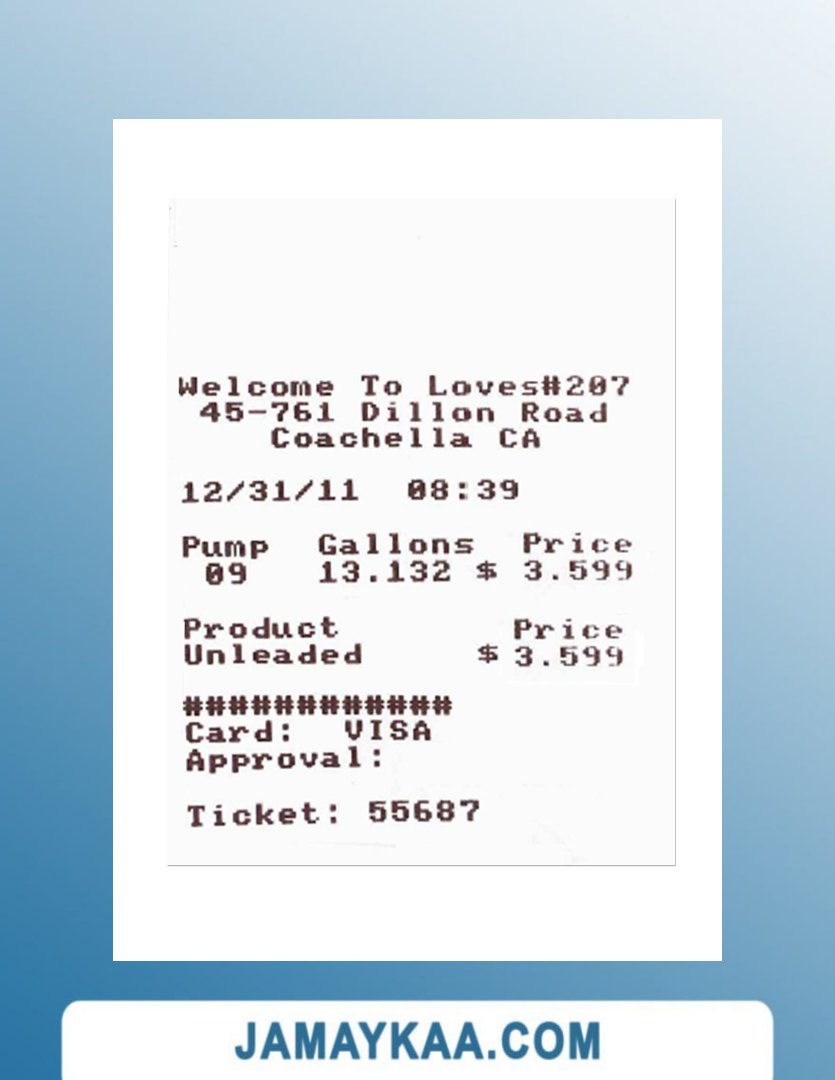 Welcome To Loves#207
45-761 Dillon Road
Coachella CA
12/31/11 08:39
Pump Gallons Price
09 13.132 $ 3.599
Product Price
Unleaded $ 3.599
############
Card: VISA
Approval:
Ticket: 55687
JAMAYKAA.COM